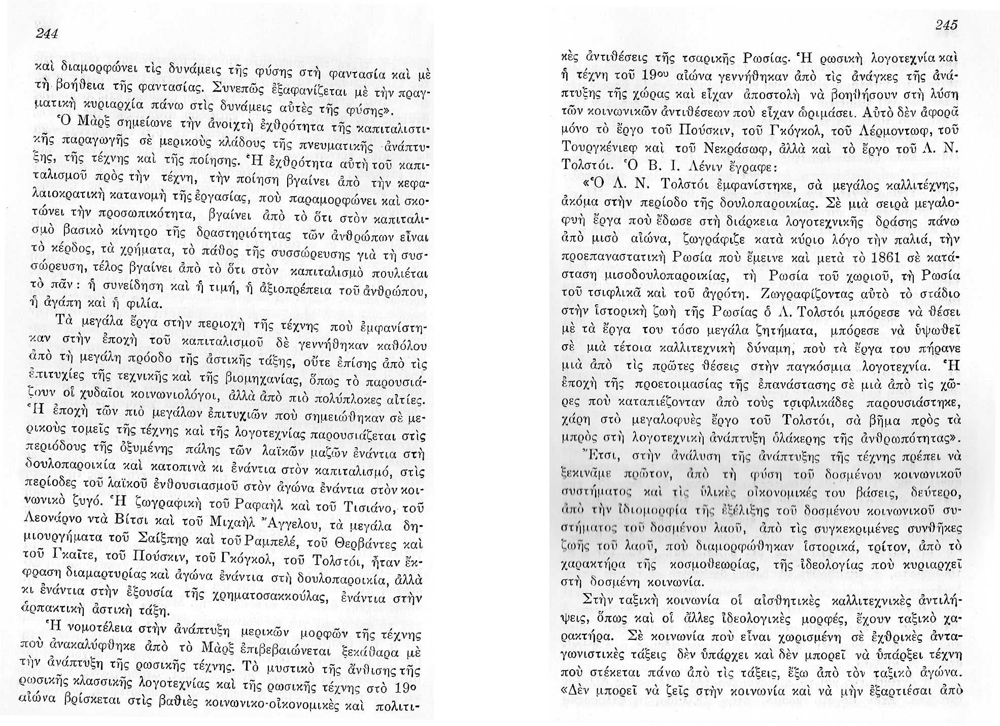 244
καὶ διαμορφώνει τὶς δυνάμεις τῆς φύσης στὴ φαντασία καὶ μὲ
τὴ βοήθεια τῆς φαντασίας. Συνεπῶς ἐξαφανίζεται μὲ τὴν πραγ-
ματικὴ κυριαρχία πάνω στὶς δυνάμεις αὐτὲς τῆς φύσης».
Ὁ Μὰρξ σημείωνε τὴν ἀνοιχτὴ ἐχθρότητα τῆς καπιταλιστι-
κῆς παραγωγῆς σὲ μερικοὺς κλάδους τῆς πνευματικῆς ἀνάπτυ-
ξης, τῆς τέχνης καὶ τῆς ποίησης. Ἡ ἐχθρότητα αὐτὴ τοῦ καπι-
ταλισμοῦ πρὸς τὴν τέχνη, τὴν ποίηση βγαίνει ἀπὸ τὴν κεφα-
λαιοκρατικὴ κατανομὴ τῆς ἐργασίας, ποὺ παραμορφώνει καὶ σκο-
τώνει τὴν προσωπικότητα, βγαίνει ἀπὸ τὸ ὅτι στὸν καπιταλι-
σμὸ βασικὸ κίνητρο τῆς δραστηριότητας τῶν ἀνθρώπων εἶναι
τὸ κέρδος, τὰ χρήματα, τὸ πάθος τῆς συσσώρευσης γιὰ τὴ συσ-
σώρευση, τέλος βγαίνει ἀπὸ τὸ ὅτι στὸν καπιταλισμὸ πουλιέται
τὸ πᾶν : ἡ συνείδηση καὶ ἡ τιμή, ἡ ἀξιοπρέπεια τοῦ ἀνθρώπου,
ἡ ἀγάπη καὶ ἡ φιλία.
Τὰ μεγάλα ἔργα στὴν περιοχὴ τῆς τέχνης ποὺ ἐμφανίστη-
καν στὴν ἐποχὴ τοῦ καπιταλισμοῦ δὲ γεννήθηκαν καθόλου
ἀπὸ τὴ μεγάλη πρόοδο τῆς ἀστικῆς τάξης, οὔτε ἐπίσης ἀπὸ τὶς
ἐπιτυχίες τῆς τεχνικῆς καὶ τῆς βιομηχανίας, ὅπως τὸ παρουσιά-
ζουν οἱ χυδαῖοι κοινωνιολόγοι, ἀλλὰ ἀπὸ πιὸ πολύπλοκες αἰτίες.
Ἡ ἐποχὴ τῶν πιὸ μεγάλων ἐπιτυχιῶν ποὺ σημειώθηκαν σὲ με-
ρικοὺς τομεῖς τῆς τέχνης καὶ τῆς λογοτεχνίας παρουσιάζεται στὶς
περιόδους τῆς ὀξυμένης πάλης τῶν λαϊκῶν μαζῶν ἐνάντια στὴ
δουλοπαροικία καὶ κατοπινὰ κι ἐνάντια στὸν καπιταλισμό, στὶς
περίοδες τοῦ λαϊκοῦ ἐνθουσιασμοῦ στὸν ἀγώνα ἐνάντια στὸν κοι-
νωνικὸ ζυγό. Ἡ ζωγραφικὴ τοῦ Ραφαὴλ καὶ τοῦ Τισιάνο, τοῦ
Λεονάρνο ντὰ Βίτσι καὶ τοῦ Μιχαὴλ Ἄγγελου, τὰ μεγάλα δη-
μιουργήματα τοῦ Σαίξπηρ καὶ τοῦ Ραμπελέ, τοῦ Θερβάντες καὶ
τοῦ Γκαῖτε, τοῦ Πούσκιν, τοῦ Γκόγκολ, τοῦ Τολστόι, ἦταν ἔκ-
φραση διαμαρτυρίας καὶ ἀγώνα ἐνάντια στὴ δουλοπαροικία, ἀλλὰ
κι ἐνάντια στὴν ἐξουσία τῆς χρηματοσακκούλας, ἐνάντια στὴν
ἁρπακτικὴ ἀστικὴ τάξη.
Ἡ νομοτέλεια στὴν ἀνάπτυξη μερικῶν μορφῶν τῆς τέχνης
ποὺ ἀνακαλύφθηκε ἀπὸ τὸ Μὰρξ ἐπιβεβαιώνεται ξεκάθαρα μὲ
τὴν ἀνάπτυξη τῆς ρωσικῆς τέχνης. Τὸ μυστικὸ τῆς ἄνθισης τῆς
ρωσικῆς κλασσικῆς λογοτεχνίας καὶ τῆς ρωσικῆς τέχνης στὸ 19ο
αἰώνα βρίσκεται στὶς βαθιὲς κοινωνικο-οἰκονομικὲς καὶ πολιτι-
245
κὲς ἀντιθέσεις τῆς τσαρικῆς Ρωσίας. Ἡ ρωσικὴ λογοτεχνία καὶ
ἡ τέχνη τοῦ 19ου αἰώνα γεννήθηκαν ἀπὸ τὶς ἀνάγκες τῆς ἀνά-
πτυξης τῆς χώρας καὶ εἶχαν ἀποστολὴ νὰ βοηθήσουν στὴ λύση
τῶν κοινωνικῶν ἀντιθέσεων ποὺ εἶχαν ὡριμάσει. Αὐτὸ δὲν ἀφορᾶ
μόνο τὸ ἔργο τοῦ Πούσκιν, τοῦ Γκόγκολ, τοῦ Λέρμοντωφ, τοῦ
Τουργκένιεφ καὶ τοῦ Νεκράσωφ, ἀλλὰ καὶ τὸ ἔργο τοῦ Λ. Ν.
Τολστόι. Ὁ Β. Ι. Λένιν ἔγραφε:
«Ὁ Λ. Ν. Τολστόι ἐμφανίστηκε, σὰ μεγάλος καλλιτέχνης,
ἀκόμα στὴν περίοδο τῆς δουλοπαροικίας. Σὲ μιὰ σειρὰ μεγαλο-
φυὴ ἔργα ποὺ ἔδωσε στὴ διάρκεια λογοτεχνικῆς δράσης πάνω
ἀπὸ μισὸ αἰώνα, ζωγράφιζε κατὰ κύριο λόγο τὴν παλιά, τὴν
προεπαναστατικὴ Ρωσία ποὺ ἔμεινε καὶ μετὰ τὸ 1861 σὲ κατά-
σταση μισοδουλοπαροικίας, τὴ Ρωσία τοῦ χωριοῦ, τὴ Ρωσία
τοῦ τσιφλικᾶ καὶ τοῦ ἀγρότη. Ζωγραφίζοντας αὐτὸ τὸ στάδιο
στὴν ἱστορικὴ ζωὴ τῆς Ρωσίας ὁ Λ. Τολστόι μπόρεσε νὰ θέσει
μὲ τὰ ἔργα του τόσο μεγάλα ζητήματα, μπόρεσε νὰ ὑψωθεῖ
σὲ μιὰ τέτοια καλλιτεχνικὴ δύναμη, ποὺ τὰ ἔργα του πήρανε
μιὰ ἀπὸ τὶς πρῶτες θέσεις στὴν παγκόσμια λογοτεχνία. Ἡ
ἐποχὴ τῆς προετοιμασίας τῆς ἐπανάστασης σὲ μιὰ ἀπὸ τὶς χῶ-
ρες ποὺ καταπιέζονταν ἀπὸ τοὺς τσιφλικάδες παρουσιάστηκε,
χάρη στὸ μεγαλοφυὲς ἔργο τοῦ Τολστόι, σὰ βῆμα πρὸς τὰ
μπρὸς στὴ λογοτεχνικὴ ἀνάπτυξη ὁλάκερης τῆς ἀνθρωπότητας».
Ἔτσι, στὴν ἀνάλυση τῆς ἀνάπτυξης τῆς τέχνης πρέπει νὰ
ξεκινᾶμε πρῶτον, ἀπὸ τὴ φύση τοῦ δοσμένου κοινωνικοῦ
συστήματος καὶ τὶς ὑλικὲς οἰκονομικές του βάσεις, δεύτερο,
ἀπὸ τὴν ἰδιομορφία τῆς ἐξέλιξης τοῦ δοσμένου κοινωνικοῦ συ-
στήματος τοῦ δοσμένου λαοῦ, ἀπὸ τὶς συγκεκριμένες συνθῆκες
ζωῆς τοῦ λαοῦ, ποὺ διαμορφώθηκαν ἱστορικά, τρίτον, ἀπὸ τὸ
χαρακτήρα τῆς κοσμοθεωρίας, τῆς ἰδεολογίας ποὺ κυριαρχεῖ
στὴ δοσμένη κοινωνία.
Στὴν ταξικὴ κοινωνία οἱ αἰσθητικὲς καλλιτεχνικὲς ἀντιλή-
ψεις, ὅπως καὶ οἱ ἄλλες ἰδεολογικὲς μορφές, ἔχουν ταξικὸ χα-
ρακτήρα. Σὲ κοινωνία ποὺ εἶναι χωρισμένη σὲ ἐχθρικὲς ἀντα-
γωνιστικὲς τάξεις δὲν ὑπάρχει καὶ δὲν μπορεῖ νὰ ὑπάρξει τέχνη
ποὺ στέκεται πάνω ἀπὸ τὶς τάξεις, ἔξω ἀπὸ τὸν ταξικὸ ἀγώνα.
«Δὲν μπορεῖ νὰ ζεῖς στὴν κοινωνία καὶ νὰ μὴν ἐξαρτιέσαι ἀπὸ